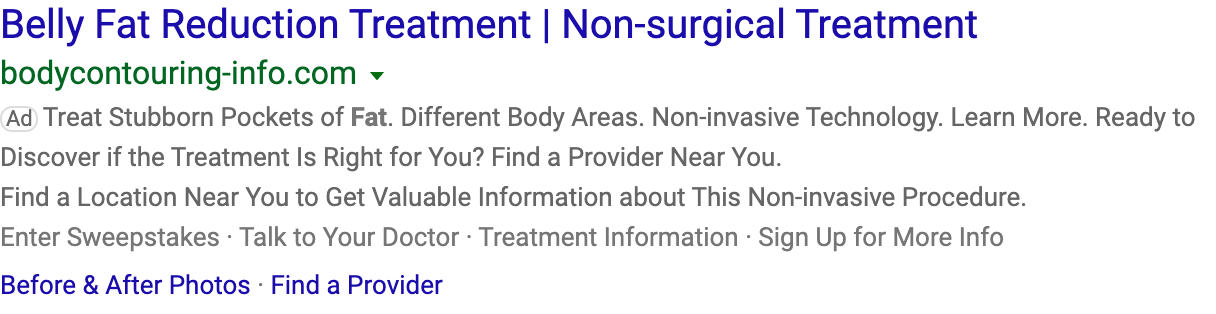 Belly Fat Reduction Treatment | Non-surgical Treatment
bodycontouring-info.com
Ad Treat Stubborn Pockets of Fat. Different Body Areas. Non-invasive Technology. Learn More. Ready to
Discover if the Treatment Is Right for You? Find a Provider Near You.
Find a Location Near You to Get Valuable Information about This Non-invasive Procedure.
Enter Sweepstakes · Talk to Your Doctor · Treatment Information · Sign Up for More Info
Before & After Photos · Find a Provider